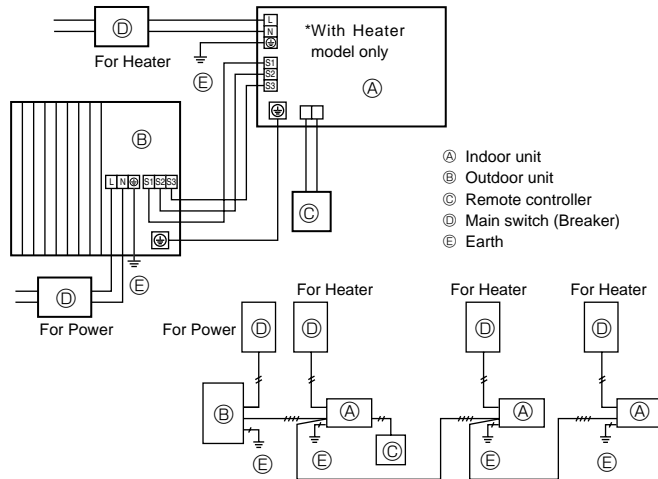 Ⓓ
For Heater
L
N
*With Heater
model only
Ⓔ
S1
S2
S3
Ⓐ
Ⓑ
L N S1 S2 S3
Ⓒ
Ⓔ
Ⓓ
For Power
Ⓐ Indoor unit
Ⓑ Outdoor unit
Ⓒ Remote controller
Ⓓ Main switch (Breaker)
Ⓔ Earth
For Heater
For Heater
For Heater
For Power
Ⓓ
Ⓓ
Ⓓ
Ⓓ
Ⓑ
Ⓐ
Ⓐ
Ⓐ
Ⓒ
Ⓔ
Ⓔ
Ⓔ
Ⓔ